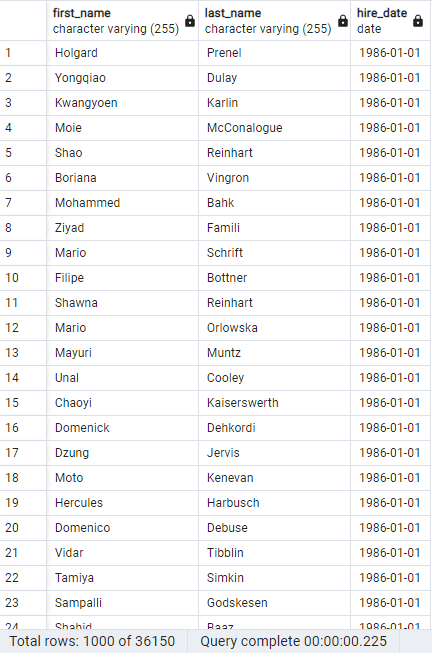 first_name last_name hire_date
character varying (255) character varying (255) date
1 Holgard Prenel 1986-01-01
2 Yongqiao Dulay 1986-01-01
3 Kwangyoen Karlin 1986-01-01
4 Moie McConalogue 1986-01-01
5 Shao Reinhart 1986-01-01
6 Boriana Vingron 1986-01-01
7 Mohammed Bahk 1986-01-01
8 Ziyad Famili 1986-01-01
9 Mario Schrift 1986-01-01
10 Filipe Bottner 1986-01-01
11 Shawna Reinhart 1986-01-01
12 Mario Orlowska 1986-01-01
13 Mayuri Muntz 1986-01-01
14 Unal Cooley 1986-01-01
15 Chaoyi Kaiserswerth 1986-01-01
16 Domenick Dehkordi 1986-01-01
17 Dzung Jervis 1986-01-01
18 Moto Kenevan 1986-01-01
19 Hercules Harbusch 1986-01-01
20 Domenico Debuse 1986-01-01
21 Vidar Tibblin 1986-01-01
22 Tamiya Simkin 1986-01-01
23 Sampalli Godskesen 1986-01-01
24 Shahid Baaz 1986-01-01
Total rows: 1000 of 36150 Query complete 00:00:00.225